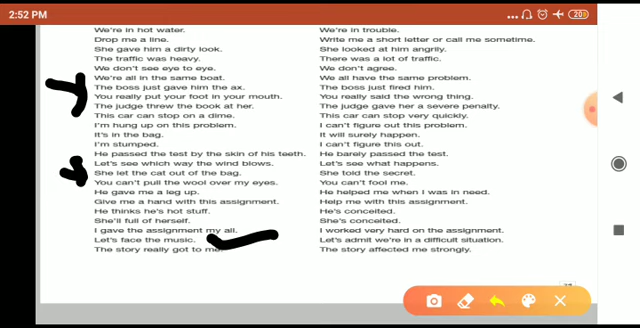 2:52 PM
20
We're in hot water. We're in trouble.
Drop me a line. Write me a short letter or call me sometime.
She gave him a dirty look. She looked at him angrily.
The traffic was heavy. There was a lot of traffic.
We don't see eye to eye. We don't agree.
We're all in the same boat. We all have the same problem.
The boss just gave him the ax. The boss just fired him.
You really put your foot in your mouth. You really said the wrong thing.
The judge threw the book at her. The judge gave her a severe penalty.
This car can stop on a dime. This car can stop very quickly.
I'm hung up on this problem. I can't figure out this problem.
It's in the bag. It will surely happen.
I'm stumped. I can't figure this out.
He passed the test by the skin of his teeth. He barely passed the test.
Let's see which way the wind blows. Let's see what happens.
She let the cat out of the bag. She told the secret.
You can't pull the wool over my eyes. You can't fool me.
He gave me a leg up. He helped me when I was in need.
Give me a hand with this assignment. Help me with this assignment.
He thinks he's hot stuff. He's conceited.
She'll full of herself. She's conceited.
I gave the assignment my all. I worked very hard on the assignment.
Let's face the music. Let's admit we're in a difficult situation.
The story really got to me. The story affected me strongly.